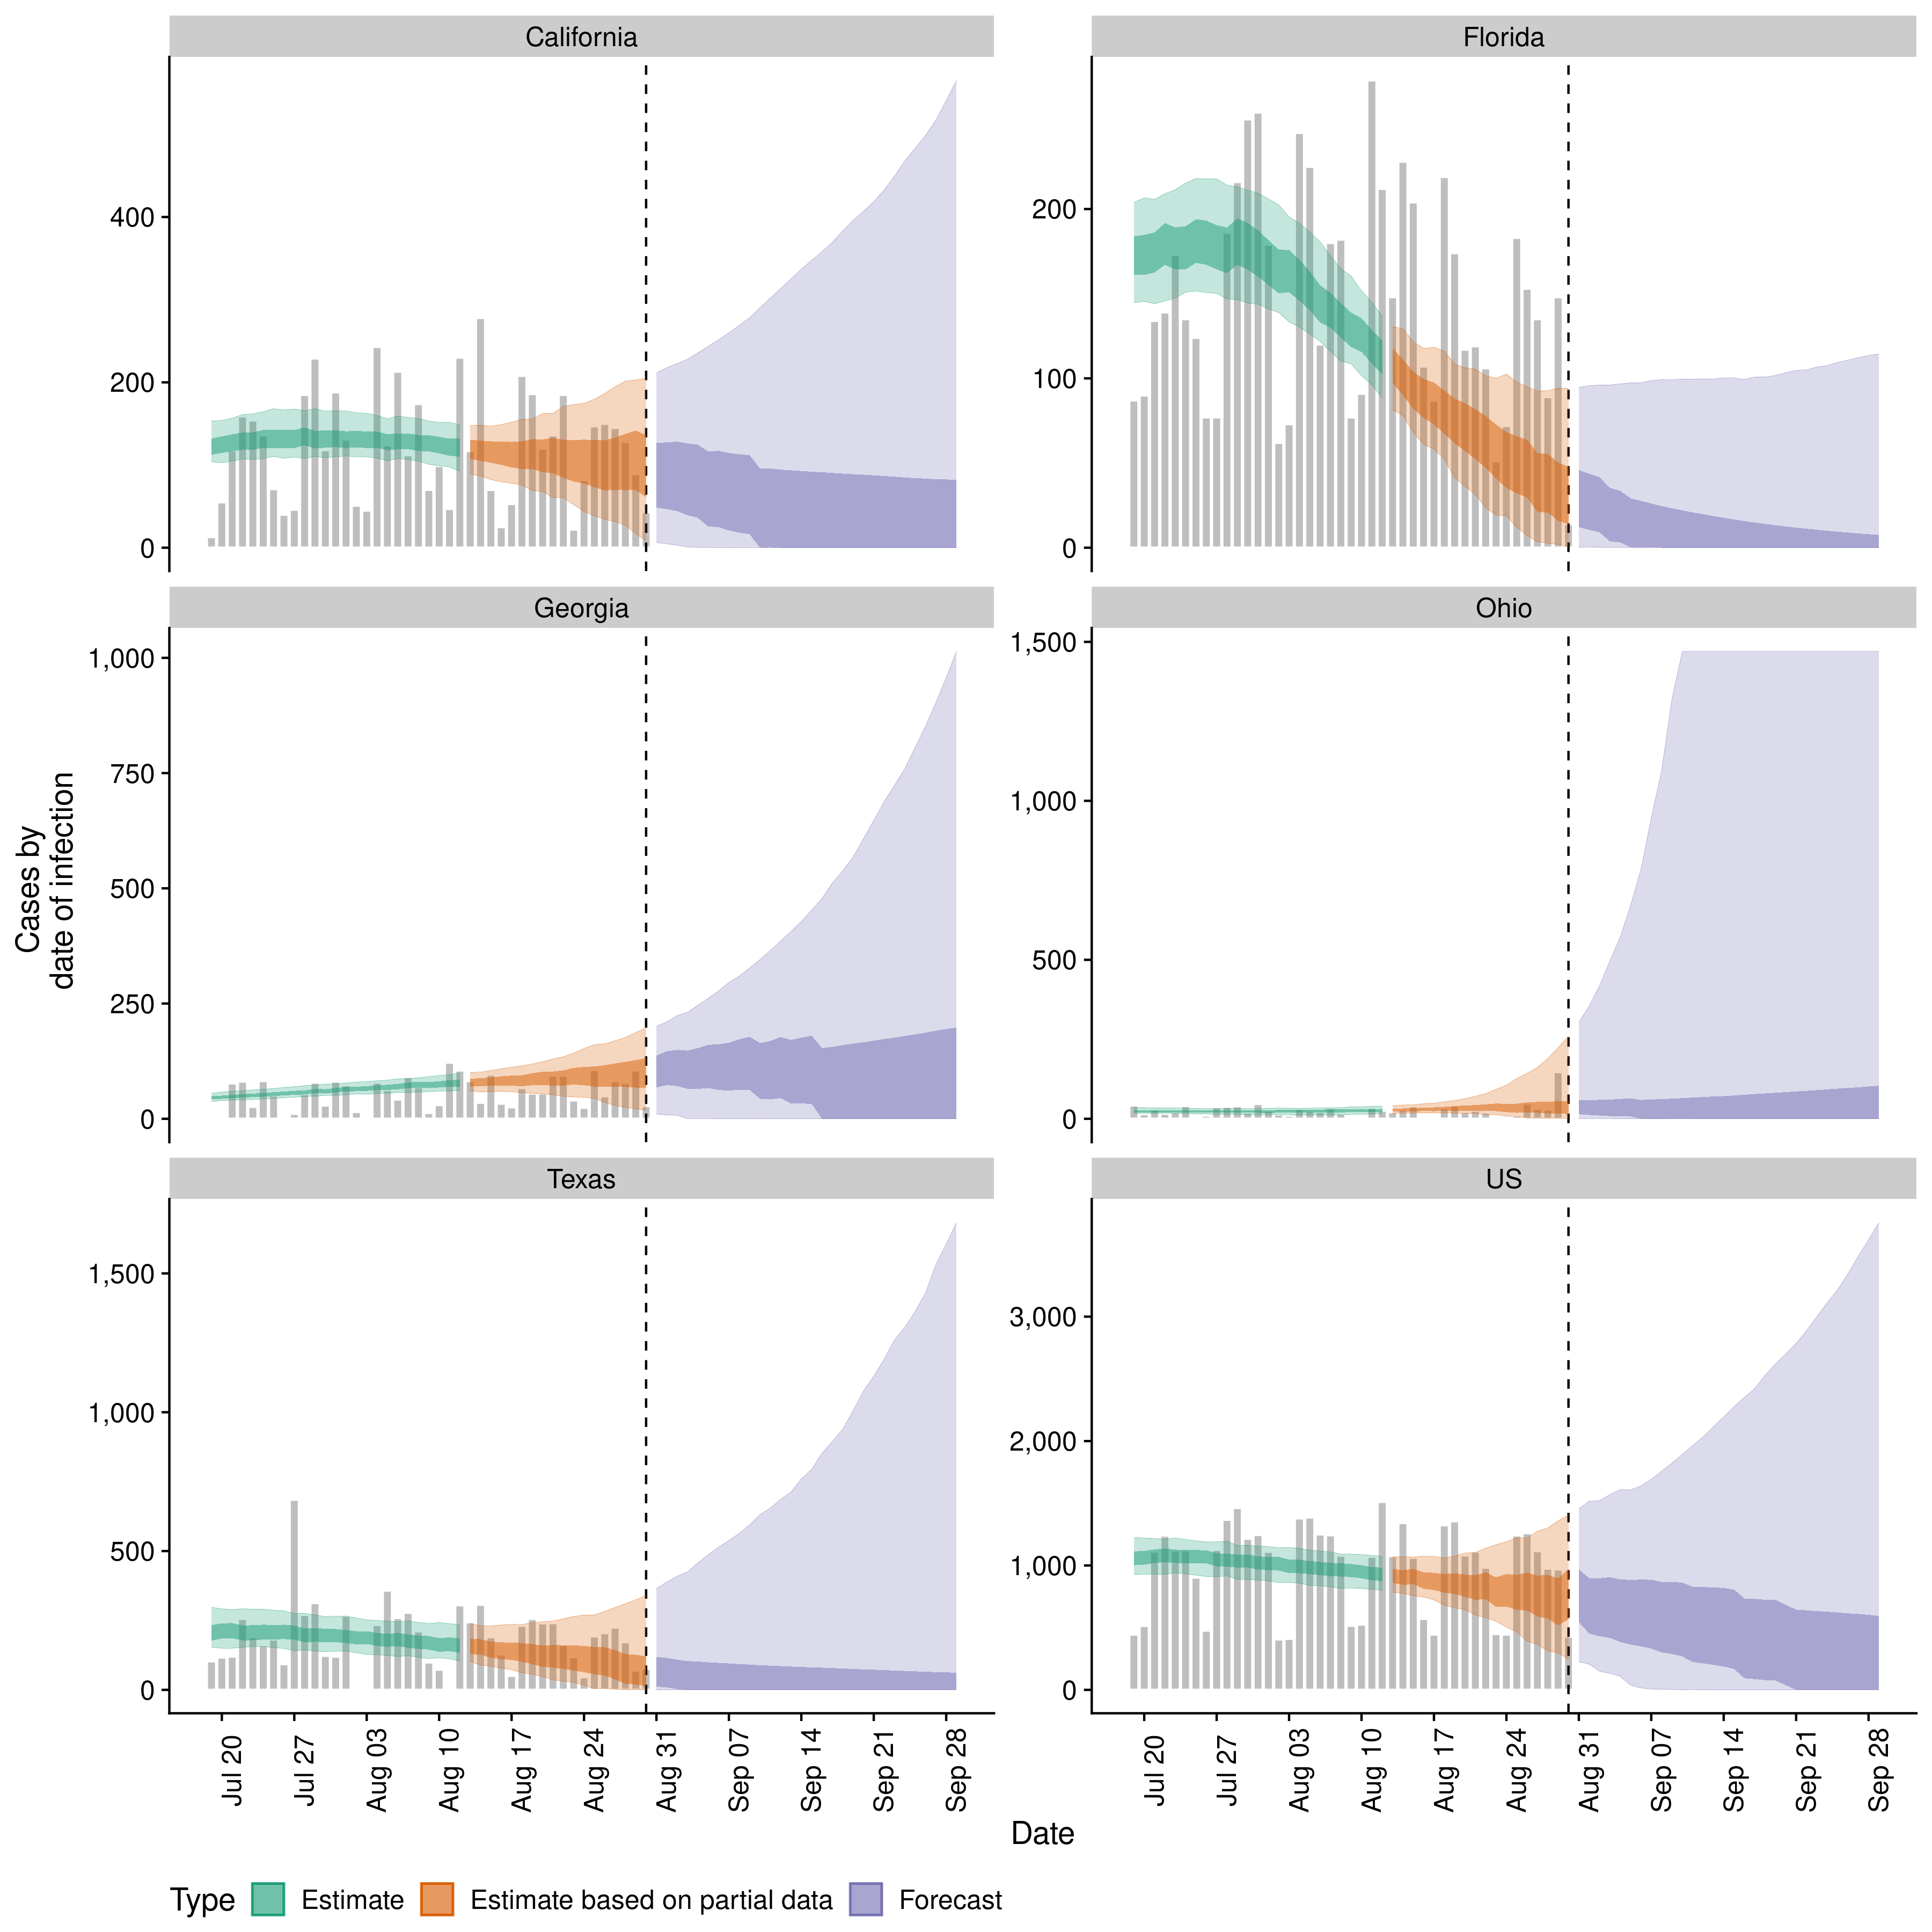 California
Florida
400
200
0
200
100
0
Georgia
Ohio
1,000
750
500
250
0
1,500
1,000
500
0
Cases by
date of infection
Texas
US
1,500
1,000
500
0
3,000
2,000
1,000
0
Jul 20
Jul 27
Aug 03
Aug 10
Aug 17
Aug 24
Aug 31
Sep 07
Sep 14
Sep 21
Sep 28
Jul 20
Jul 27
Aug 03
Aug 10
Aug 17
Aug 24
Aug 31
Sep 07
Sep 14
Sep 21
Sep 28
Date
Type Estimate Estimate based on partial data Forecast